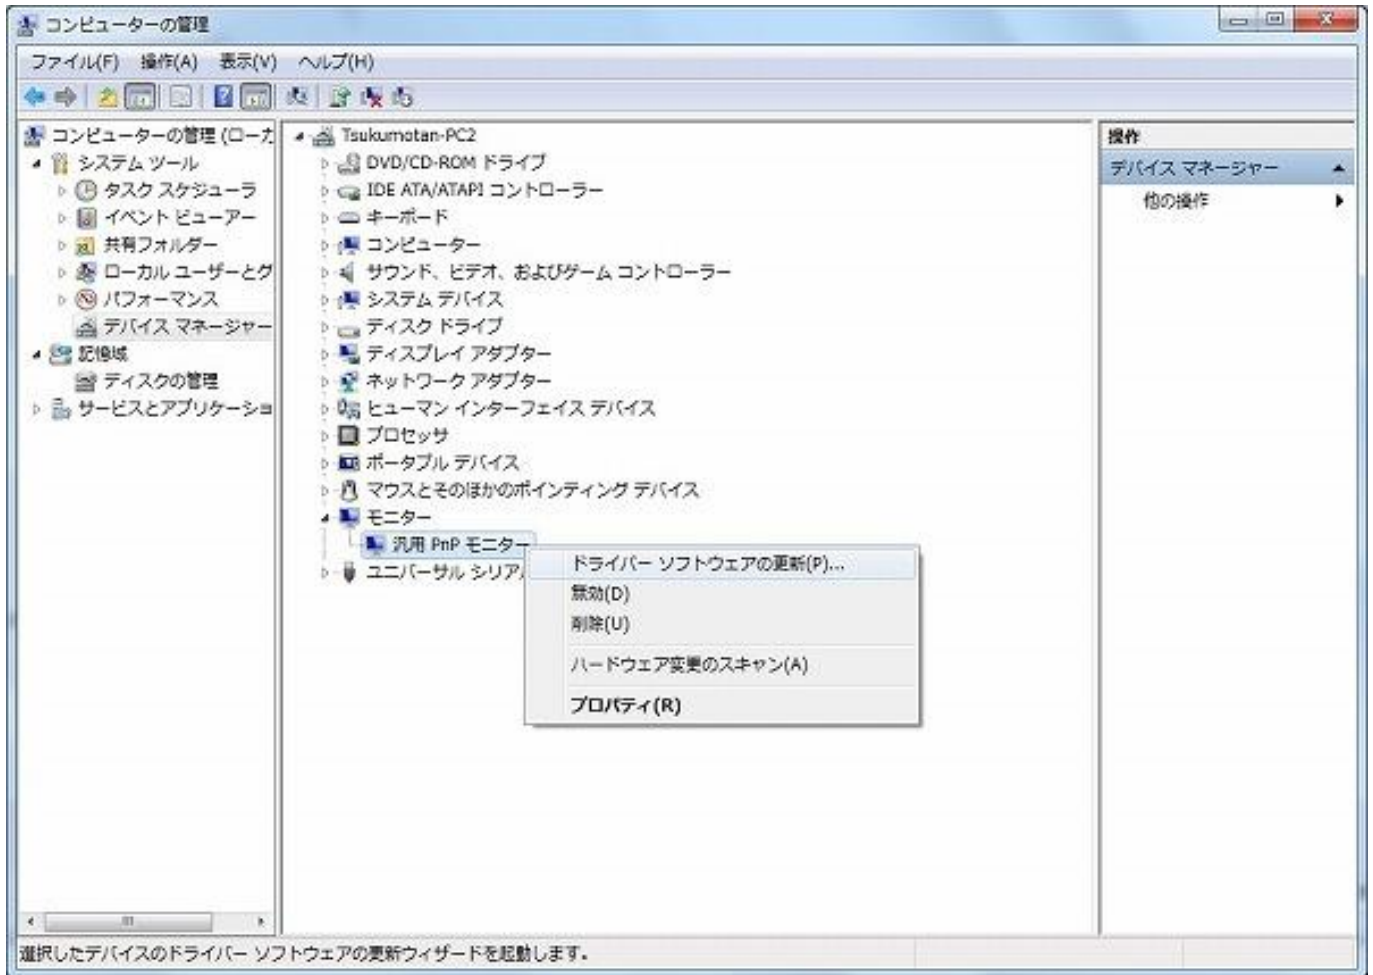 コンピューターの管理
ファイル(F) 操作(A) 表示(V) ヘルプ(H)
コンピューターの管理 (ローカ
システム ツール
タスク スケジューラ
イベント ビューアー
共有フォルダー
ローカル ユーザーとグ
パフォーマンス
デバイス マネージャー
記憶域
ディスクの管理
サービスとアプリケーショ
Tsukumotan-PC2
DVD/CD-ROM ドライブ
IDE ATA/ATAPI コントローラー
キーボード
コンピューター
サウンド、ビデオ、およびゲーム コントローラー
システム デバイス
ディスク ドライブ
ディスプレイ アダプター
ネットワーク アダプター
ヒューマン インターフェイス デバイス
プロセッサ
ポータブル デバイス
マウスとそのほかのポインティング デバイス
モニター
汎用 PnP モニター
ユニバーサル シリア
ドライバー ソフトウェアの更新(P)...
無効(D)
削除(U)
ハードウェア変更のスキャン(A)
プロパティ(R)
操作
デバイス マネージャー
他の操作
選択したデバイスのドライバー ソフトウェアの更新ウィザードを起動します。